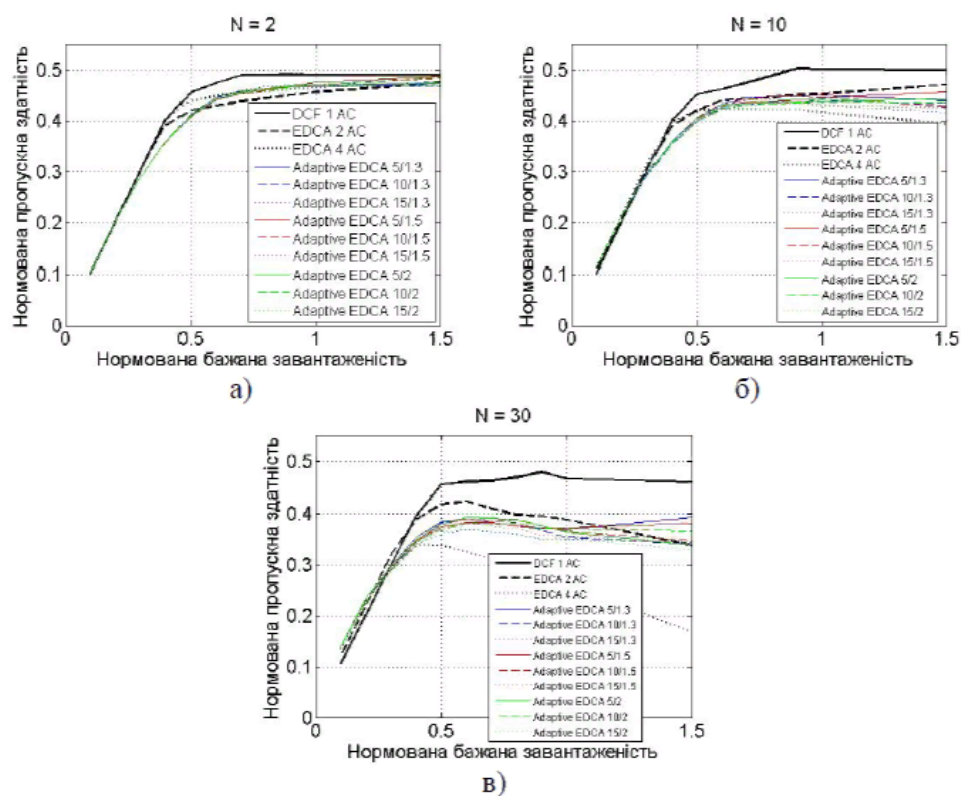 N = 2
Нормована пропускна здатність
0.5
0.4
0.3
0.2
0.1
0
0
0.5
1
1.5
DCF 1 AC
EDCA 2 AC
EDCA 4 AC
Adaptive EDCA 5/1.3
Adaptive EDCA 10/1.3
Adaptive EDCA 15/1.3
Adaptive EDCA 5/1.5
Adaptive EDCA 10/1.5
Adaptive EDCA 15/1.5
Adaptive EDCA 5/2
Adaptive EDCA 10/2
Adaptive EDCA 15/2
Нормована бажана завантаженість
а)
N = 10
Нормована пропускна здатність
0.5
0.4
0.3
0.2
0.1
0
0
0.5
1
1.5
DCF 1 AC
EDCA 2 AC
EDCA 4 AC
Adaptive EDCA 5/1.3
Adaptive EDCA 10/1.3
Adaptive EDCA 15/1.3
Adaptive EDCA 5/1.5
Adaptive EDCA 10/1.5
Adaptive EDCA 15/1.5
Adaptive EDCA 5/2
Adaptive EDCA 10/2
Adaptive EDCA 15/2
Нормована бажана завантаженість
б)
N = 30
Нормована пропускна здатність
0.5
0.4
0.3
0.2
0.1
0
0
0.5
1
1.5
DCF 1 AC
EDCA 2 AC
EDCA 4 AC
Adaptive EDCA 5/1.3
Adaptive EDCA 10/1.3
Adaptive EDCA 15/1.3
Adaptive EDCA 5/1.5
Adaptive EDCA 10/1.5
Adaptive EDCA 15/1.5
Adaptive EDCA 5/2
Adaptive EDCA 10/2
Adaptive EDCA 15/2
Нормована бажана завантаженість
в)